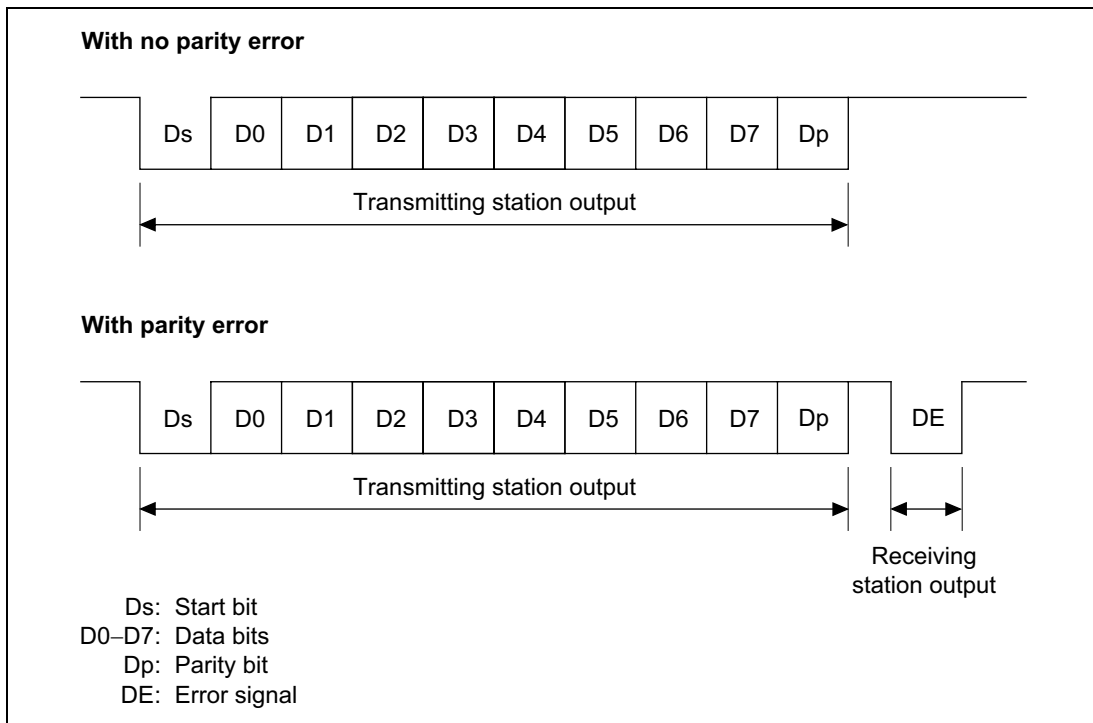 With no parity error
Ds D0 D1 D2 D3 D4 D5 D6 D7 Dp
Transmitting station output
With parity error
Ds D0 D1 D2 D3 D4 D5 D6 D7 Dp DE
Transmitting station output
Receiving
station output
Ds: Start bit
D0–D7: Data bits
Dp: Parity bit
DE: Error signal